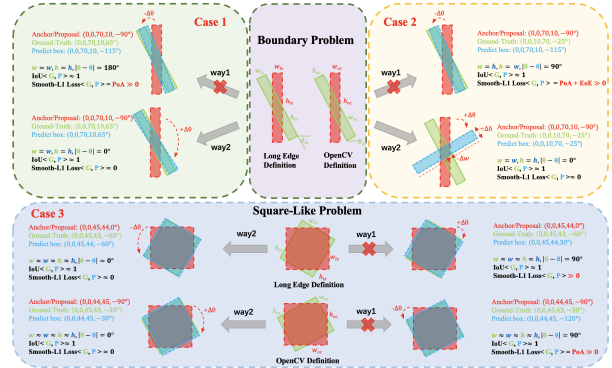 Case 1
Anchor/Proposal: (0,0,70,10,−90°)
Ground-Truth: (0,0,70,10,65°)
Predict box: (0,0,70,10,−115°)
w = w, h = h, |θ − θ| = 180°
IoU< G, P > ≈ 1
Smooth-L1 Loss< G, P > = PoA ≫ 0
−Δθ
way1
Anchor/Proposal: (0,0,70,10,−90°)
Ground-Truth: (0,0,70,10,65°)
Predict box: (0,0,70,10,65°)
w = w, h = h, |θ − θ| = 0°
IoU< G, P > ≈ 1
Smooth-L1 Loss< G, P > ≈ 0
+Δθ
way2
Boundary Problem
Long Edge
Definition
OpenCV
Definition
Case 2
way1
−Δθ
Anchor/Proposal: (0,0,70,10,−90°)
Ground-Truth: (0,0,10,70,−25°)
Predict box: (0,0,70,10,−115°)
w = h, h = w, |θ − θ| = 90°
IoU< G, P > ≈ 1
Smooth-L1 Loss< G, P > = PoA + EoE ≫ 0
way2
+Δθ
+Δh
−Δw
Anchor/Proposal: (0,0,70,10,−90°)
Ground-Truth: (0,0,10,70,−25°)
Predict box: (0,0,10,70,−25°)
w = w, h = h, |θ − θ| = 0°
IoU< G, P > ≈ 1
Smooth-L1 Loss< G, P > ≈ 0
Case 3
Square-Like Problem
Anchor/Proposal: (0,0,45,44,0°)
Ground-Truth: (0,0,45,43,−60°)
Predict box: (0,0,45,44,−60°)
w ≈ w ≈ h ≈ h, |θ − θ| = 0°
IoU< G, P > ≈ 1
Smooth-L1 Loss< G, P > ≈ 0
−Δθ
way2
Long Edge Definition
way1
+Δθ
Anchor/Proposal: (0,0,45,44,0°)
Ground-Truth: (0,0,45,43,−60°)
Predict box: (0,0,45,44,30°)
w ≈ w ≈ h ≈ h, |θ − θ| = 90°
IoU< G, P > ≈ 1
Smooth-L1 Loss< G, P > ≫ 0
Anchor/Proposal: (0,0,44,45,−90°)
Ground-Truth: (0,0,45,43,−30°)
Predict box: (0,0,44,45,−30°)
w ≈ w ≈ h ≈ h, |θ − θ| = 0°
IoU< G, P > ≈ 1
Smooth-L1 Loss< G, P > ≈ 0
+Δθ
way2
OpenCV Definition
way1
−Δθ
Anchor/Proposal: (0,0,44,45,−90°)
Ground-Truth: (0,0,45,43,−30°)
Predict box: (0,0,44,45,−120°)
w ≈ w ≈ h ≈ h, |θ − θ| = 90°
IoU< G, P > ≈ 1
Smooth-L1 Loss< G, P > = PoA ≫ 0